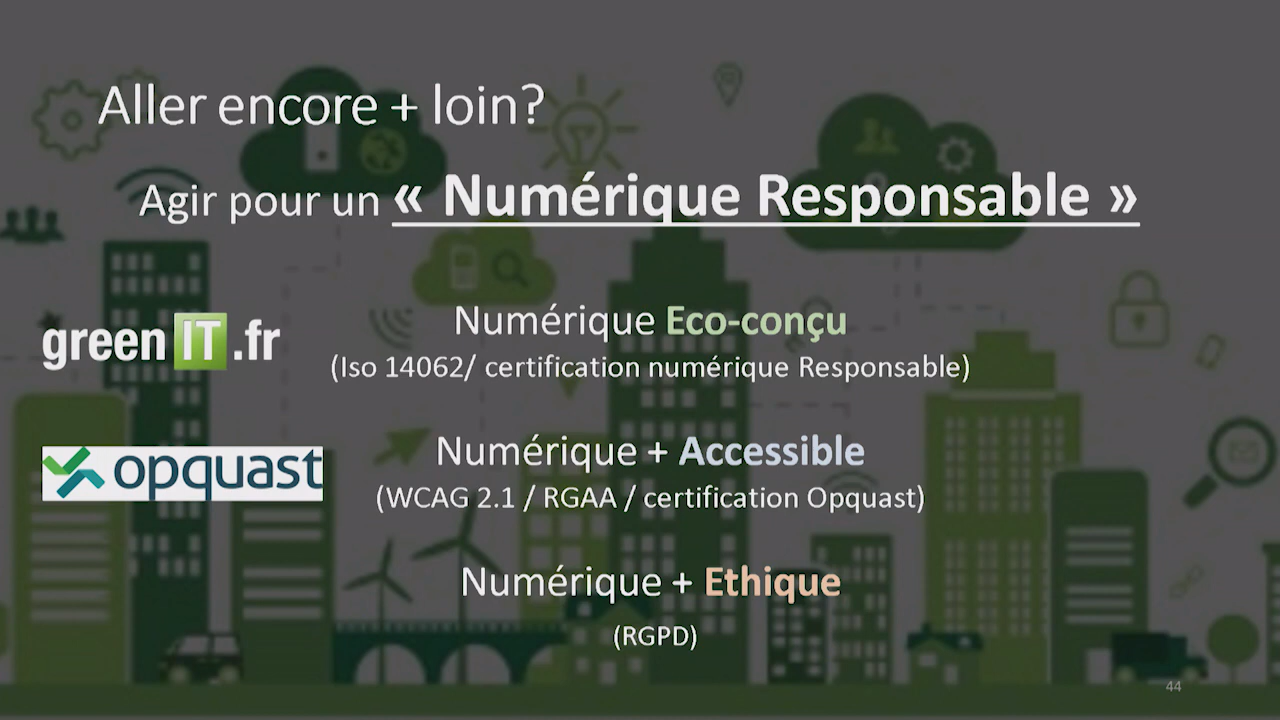 Aller encore + loin?
Agir pour un « Numérique Responsable »
greenIT.fr
Numérique Eco-conçu
(Iso 14062/ certification numérique Responsable)
opquast
Numérique + Accessible
(WCAG 2.1 / RGAA / certification Opquast)
Numérique + Ethique
(RGPD)
44